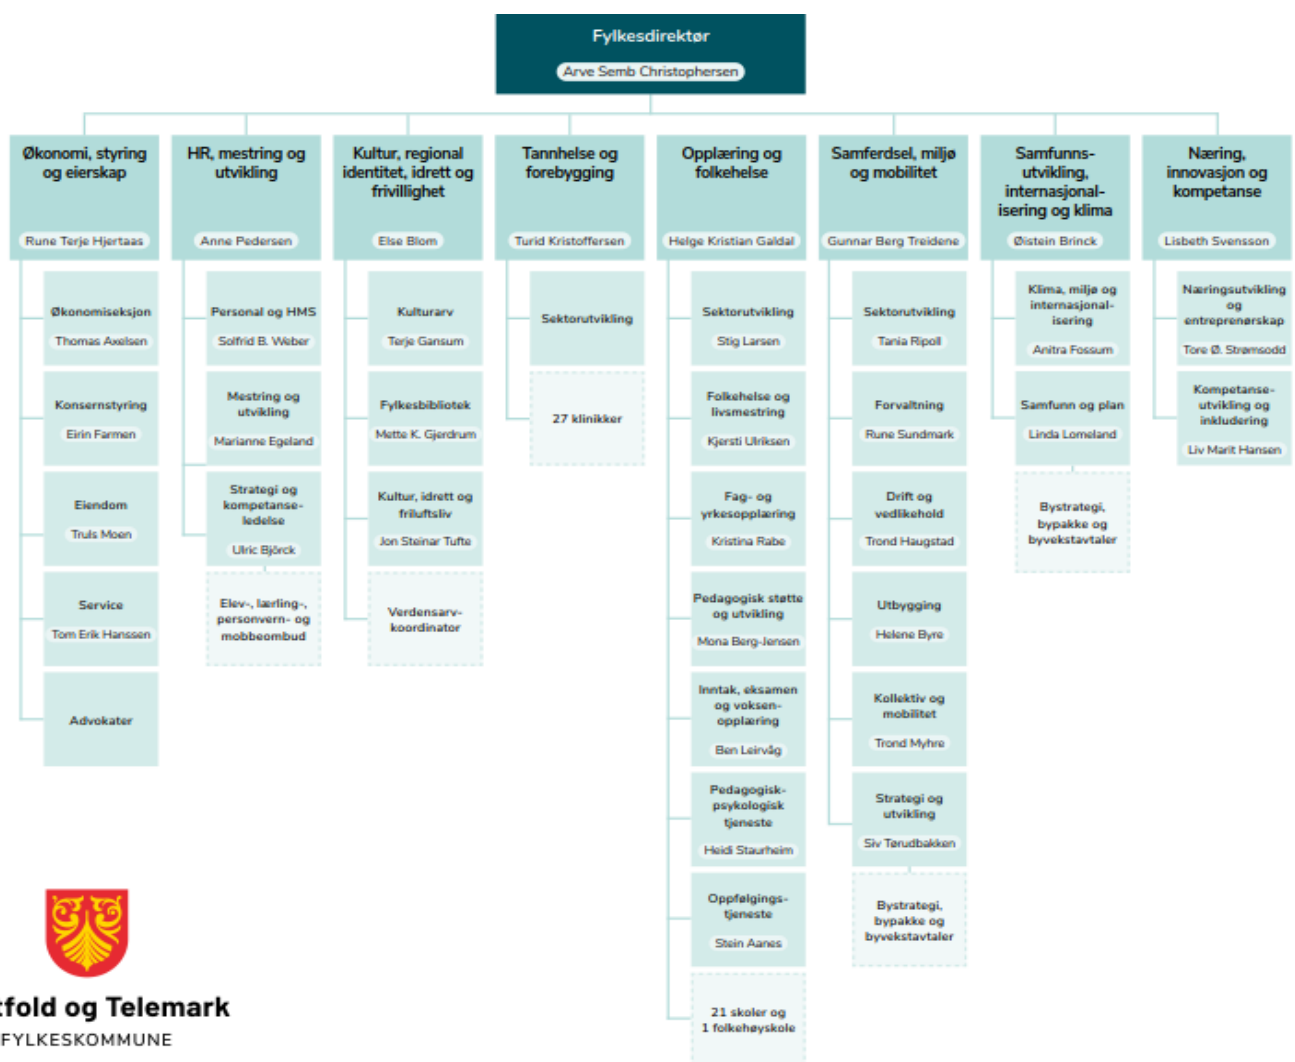 Fylkesdirektør
Arve Semb Christophersen
Økonomi, styring
og eierskap
Rune Terje Hjertaas
Økonomiseksjon
Thomas Axelsen
Konsernstyring
Eirin Farmen
Eiendom
Truls Moen
Service
Tom Erik Hanssen
Advokater
HR, mestring og
utvikling
Anne Pedersen
Personal og HMS
Solfrid B. Weber
Mestring og
utvikling
Marianne Egeland
Strategi og
kompetanse-
ledelse
Ulric Björck
Elev-, lærling-,
personvern- og
mobbeombud
Kultur, regional
identitet, idrett og
frivillighet
Else Blom
Kulturarv
Terje Gansum
Fylkesbibliotek
Mette K. Gjerdrum
Kultur, idrett og
friluftsliv
Jon Steinar Tufte
Verdensarv-
koordinator
Tannhelse og
forebygging
Turid Kristoffersen
Sektorutvikling
27 klinikker
Opplæring og
folkehelse
Helge Kristian Galdal
Sektorutvikling
Stig Larsen
Folkehelse og
livsmestring
Kjersti Ulriksen
Fag- og
yrkesopplæring
Kristina Rabe
Pedagogisk støtte
og utvikling
Mona Berg-Jensen
Inntak, eksamen
og voksen-
opplæring
Ben Leirvåg
Pedagogisk-
psykologisk
tjeneste
Heidi Staurheim
Oppfølgings-
tjeneste
Stein Aanes
21 skoler og
1 folkehøyskole
Samferdsel, miljø
og mobilitet
Gunnar Berg Treidene
Sektorutvikling
Tania Ripoll
Forvaltning
Rune Sundmark
Drift og
vedlikehold
Trond Haugstad
Utbygging
Helene Byre
Kollektiv og
mobilitet
Trond Myhre
Strategi og
utvikling
Siv Tørudbakken
Bystrategi,
bypakke og
byvekstavtaler
Samfunns-
utvikling,
internasjonal-
isering og klima
Øistein Brinck
Klima, miljø og
internasjonal-
isering
Anitra Fossum
Samfunn og plan
Linda Lomeland
Bystrategi,
bypakke og
byvekstavtaler
Næring,
innovasjon og
kompetanse
Lisbeth Svensson
Næringsutvikling
og
entreprenørskap
Tore Ø. Strømsodd
Kompetanse-
utvikling og
inkludering
Liv Marit Hansen
tfold og Telemark
FYLKESKOMMUNE